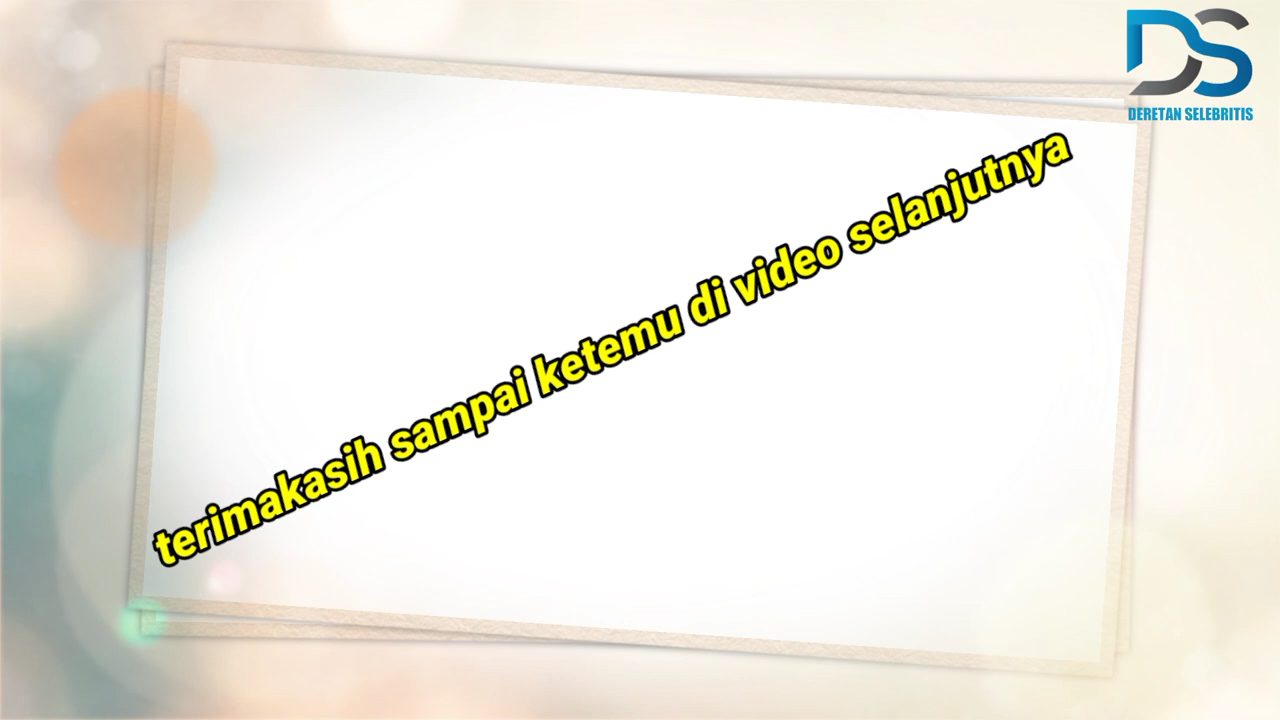 DS
DERETAN SELEBRITIS
terimakasih sampai ketemu di video selanjutnya